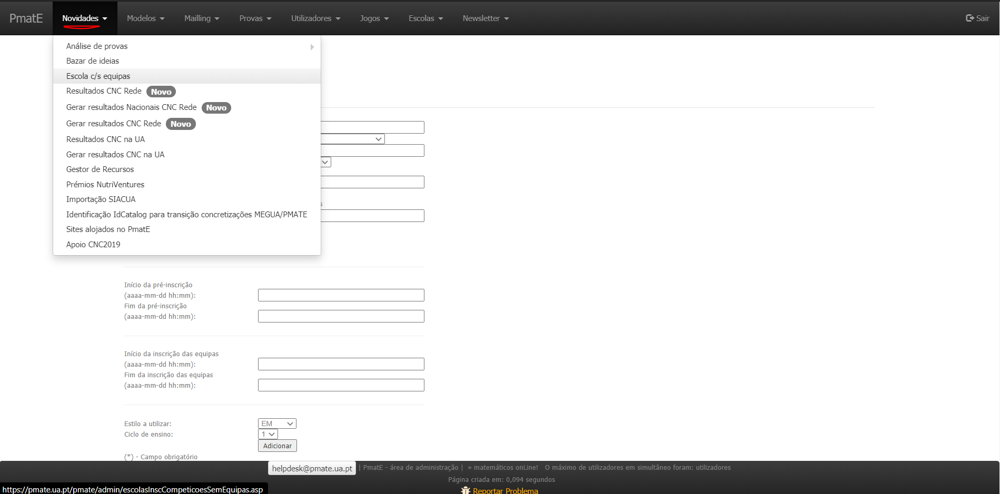 PmatE Novidades Modelos Mailling Provas Utilizadores Jogos Escolas Newsletter Sair
Análise de provas
Bazar de ideias
Escola c/s equipas
Resultados CNC Rede Novo
Gerar resultados Nacionais CNC Rede Novo
Gerar resultados CNC Rede Novo
Resultados CNC na UA
Gerar resultados CNC na UA
Gestor de Recursos
Prémios NutriVentures
Importação SIACUA
Identificação IdCatalog para transição concretizações MEGUA/PMATE
Sites alojados no PmatE
Apoio CNC2019
Início da pré-inscrição
(aaaa-mm-dd hh:mm):
Fim da pré-inscrição
(aaaa-mm-dd hh:mm):
Início da inscrição das equipas
(aaaa-mm-dd hh:mm):
Fim da inscrição das equipas
(aaaa-mm-dd hh:mm):
Estilo a utilizar: EM
Ciclo de ensino: 1
Adicionar
(*) - Campo obrigatório
helpdesk@pmate.ua.pt | PmatE - área de administração | » matemáticos onLine! O máximo de utilizadores em simultâneo foram: utilizadores
Página criada em: 0,094 segundos
Reportar Problema
https://pmate.ua.pt/pmate/admin/escolasInscCompeticoesSemEquipas.asp